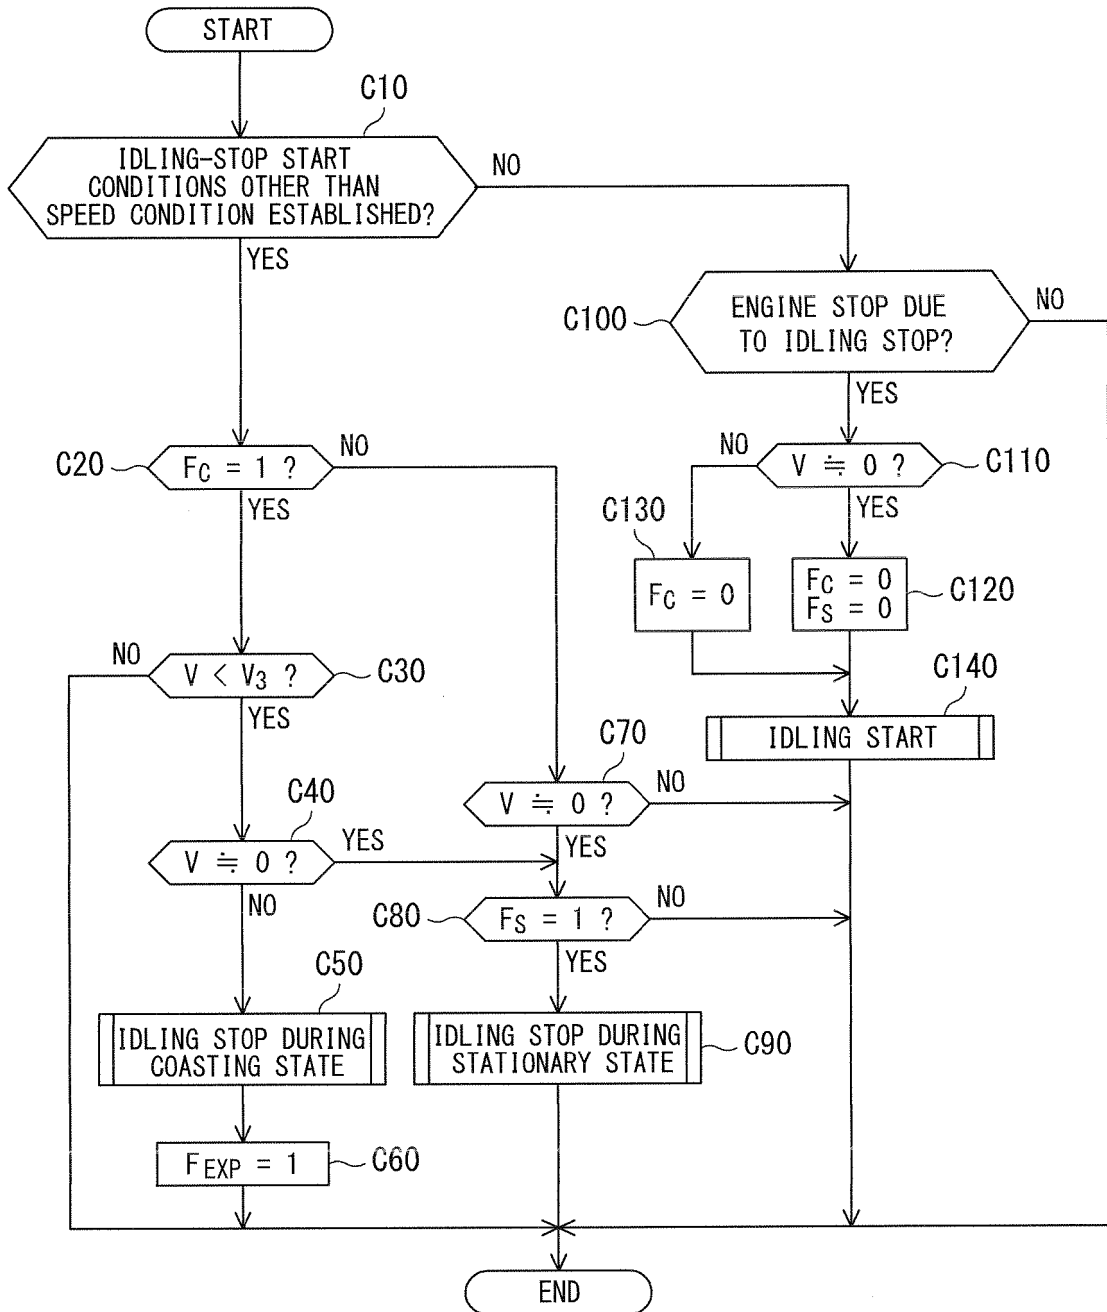 START
C10
IDLING-STOP START
CONDITIONS OTHER THAN
SPEED CONDITION ESTABLISHED?
NO
YES
C100
ENGINE STOP DUE
TO IDLING STOP?
NO
YES
C20
FC = 1 ?
NO
YES
NO
V ≒ 0 ?
C110
YES
C130
FC = 0
FC = 0
FS = 0
C120
NO
V < V3 ?
C30
YES
C140
IDLING START
C70
V ≒ 0 ?
NO
YES
C40
V ≒ 0 ?
YES
NO
C80
FS = 1 ?
NO
YES
C50
IDLING STOP DURING
COASTING STATE
IDLING STOP DURING
STATIONARY STATE
C90
FEXP = 1
C60
END